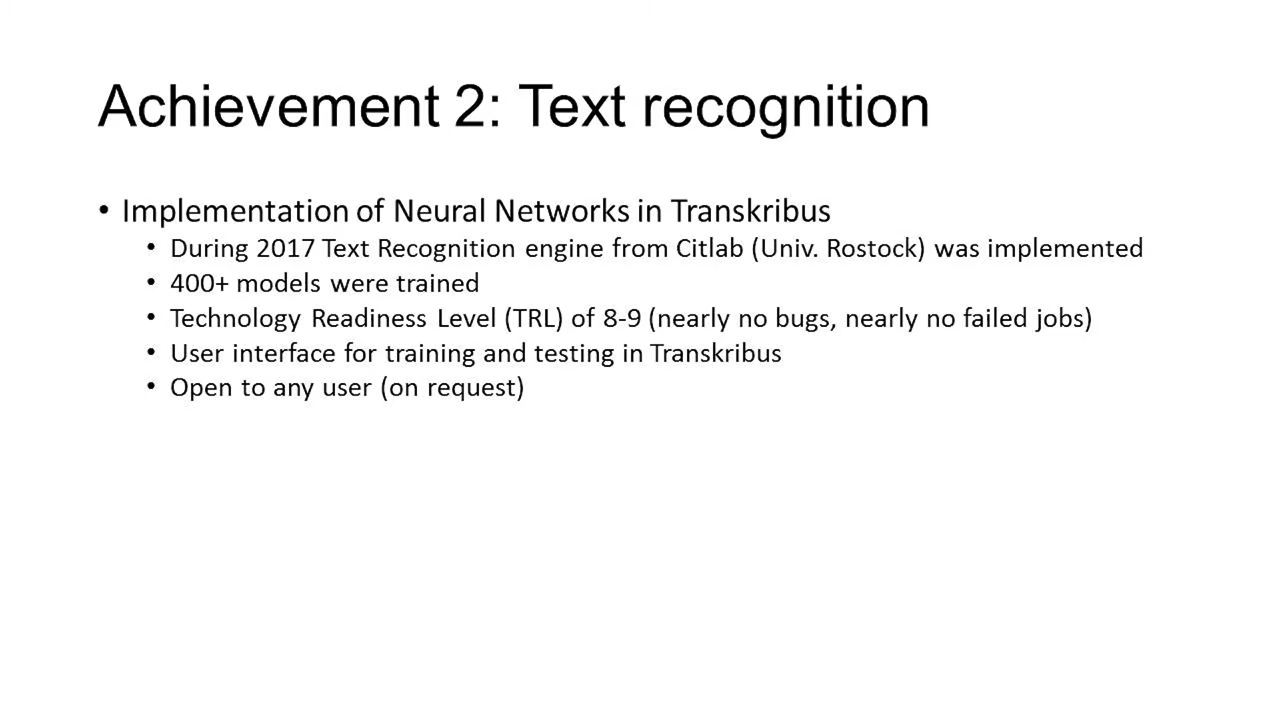 Achievement 2: Text recognition
• Implementation of Neural Networks in Transkribus
• During 2017 Text Recognition engine from Citlab (Univ. Rostock) was implemented
• 400+ models were trained
• Technology Readiness Level (TRL) of 8-9 (nearly no bugs, nearly no failed jobs)
• User interface for training and testing in Transkribus
• Open to any user (on request)